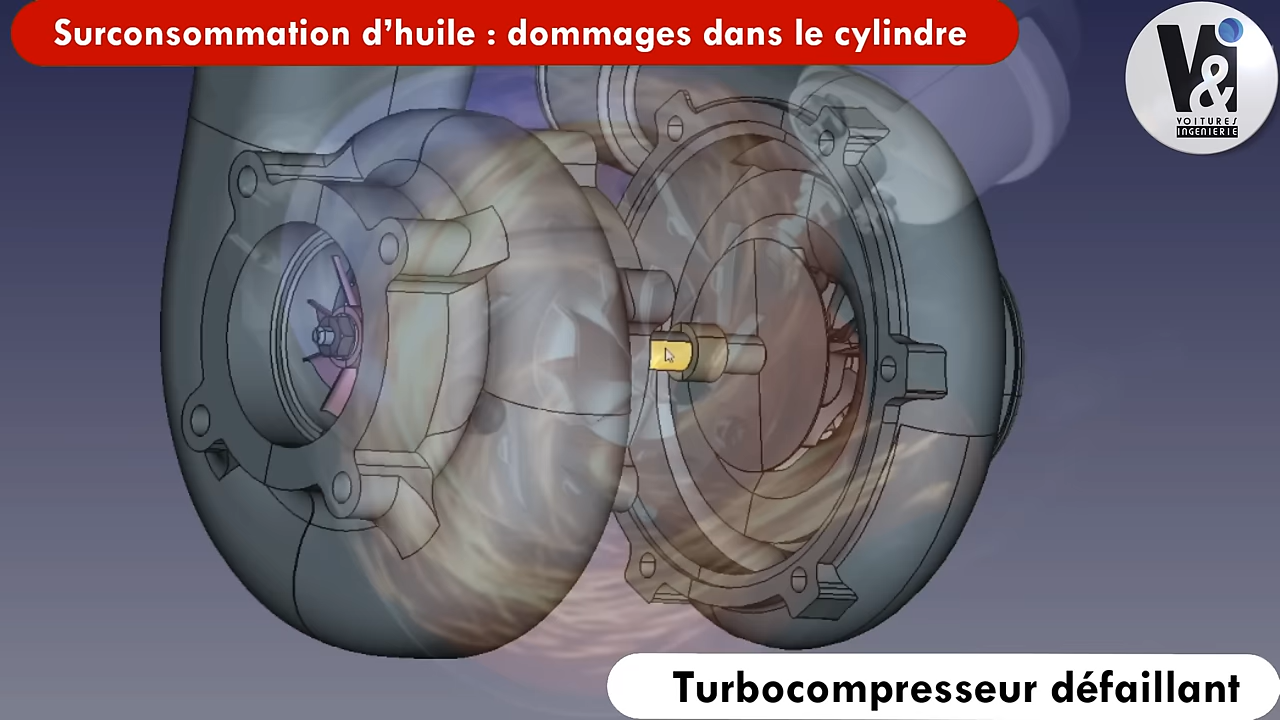 Surconsommation d’huile : dommages dans le cylindre
V&I
VOITURES
INGENIERIE
Turbocompresseur défaillant